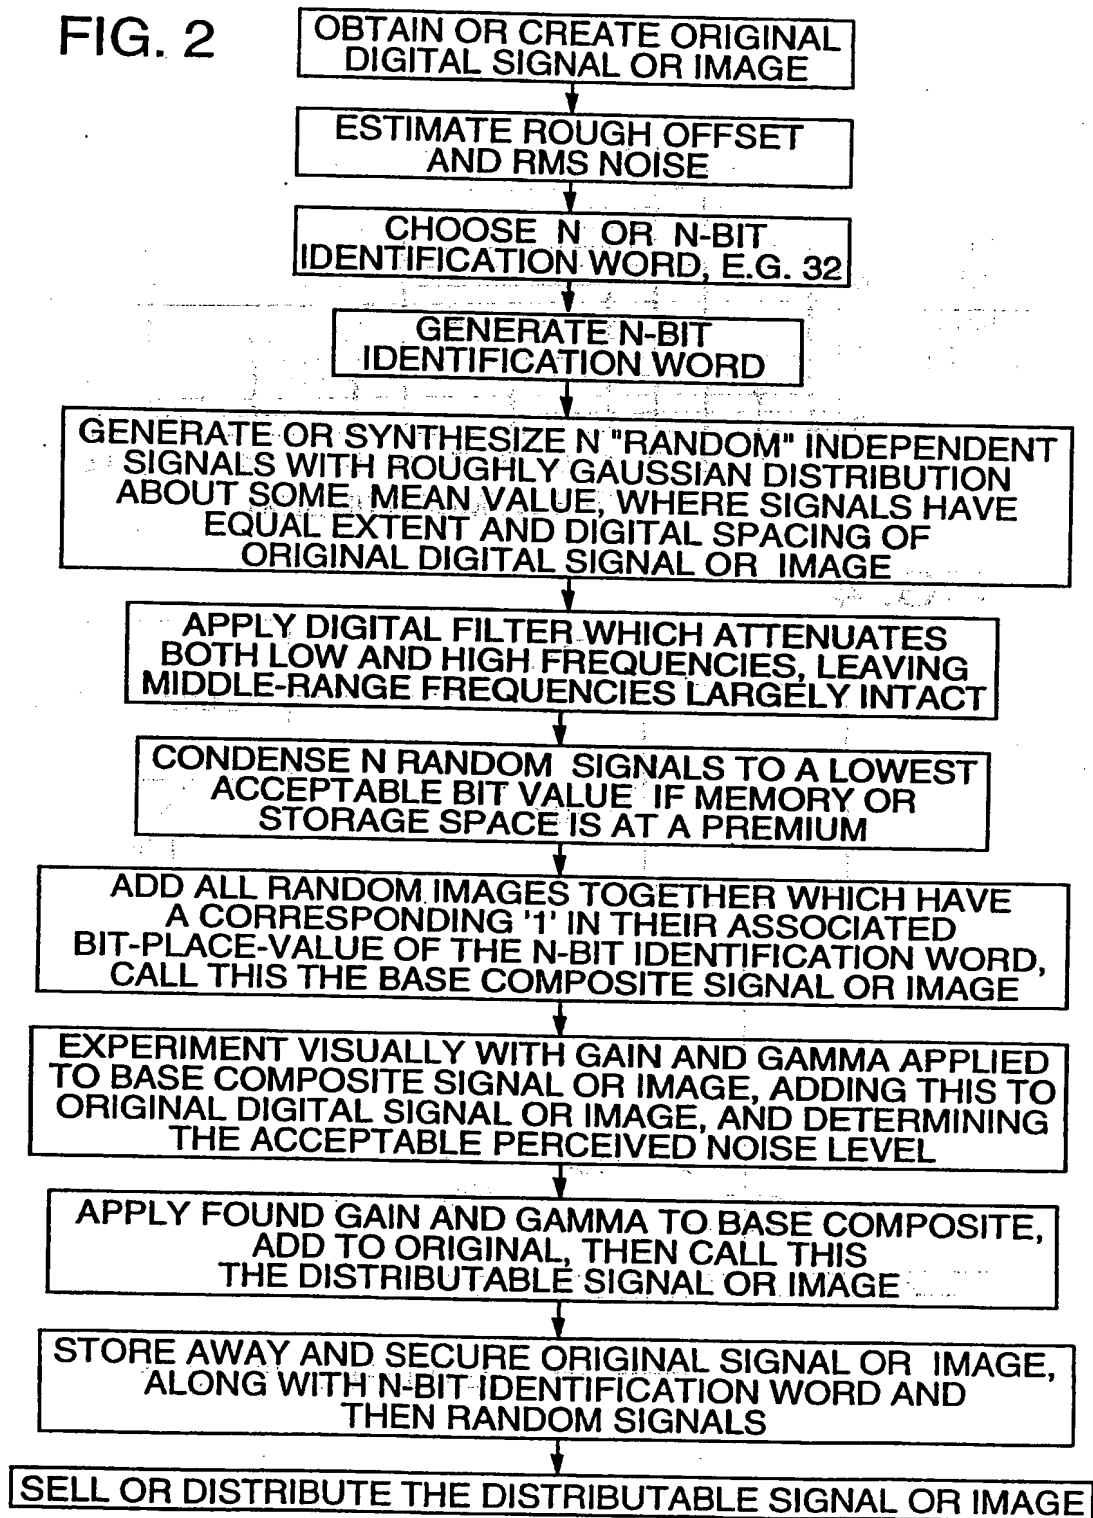 FIG. 2
OBTAIN OR CREATE ORIGINAL
DIGITAL SIGNAL OR IMAGE
ESTIMATE ROUGH OFFSET
AND RMS NOISE
CHOOSE N OR N-BIT
IDENTIFICATION WORD, E.G. 32
GENERATE N-BIT
IDENTIFICATION WORD
GENERATE OR SYNTHESIZE N "RANDOM" INDEPENDENT
SIGNALS WITH ROUGHLY GAUSSIAN DISTRIBUTION
ABOUT SOME MEAN VALUE, WHERE SIGNALS HAVE
EQUAL EXTENT AND DIGITAL SPACING OF
ORIGINAL DIGITAL SIGNAL OR IMAGE
APPLY DIGITAL FILTER WHICH ATTENUATES
BOTH LOW AND HIGH FREQUENCIES, LEAVING
MIDDLE-RANGE FREQUENCIES LARGELY INTACT
CONDENSE N RANDOM SIGNALS TO A LOWEST
ACCEPTABLE BIT VALUE IF MEMORY OR
STORAGE SPACE IS AT A PREMIUM
ADD ALL RANDOM IMAGES TOGETHER WHICH HAVE
A CORRESPONDING '1' IN THEIR ASSOCIATED
BIT-PLACE-VALUE OF THE N-BIT IDENTIFICATION WORD,
CALL THIS THE BASE COMPOSITE SIGNAL OR IMAGE
EXPERIMENT VISUALLY WITH GAIN AND GAMMA APPLIED
TO BASE COMPOSITE SIGNAL OR IMAGE, ADDING THIS TO
ORIGINAL DIGITAL SIGNAL OR IMAGE, AND DETERMINING
THE ACCEPTABLE PERCEIVED NOISE LEVEL
APPLY FOUND GAIN AND GAMMA TO BASE COMPOSITE,
ADD TO ORIGINAL, THEN CALL THIS
THE DISTRIBUTABLE SIGNAL OR IMAGE
STORE AWAY AND SECURE ORIGINAL SIGNAL OR IMAGE,
ALONG WITH N-BIT IDENTIFICATION WORD AND
THEN RANDOM SIGNALS
SELL OR DISTRIBUTE THE DISTRIBUTABLE SIGNAL OR IMAGE